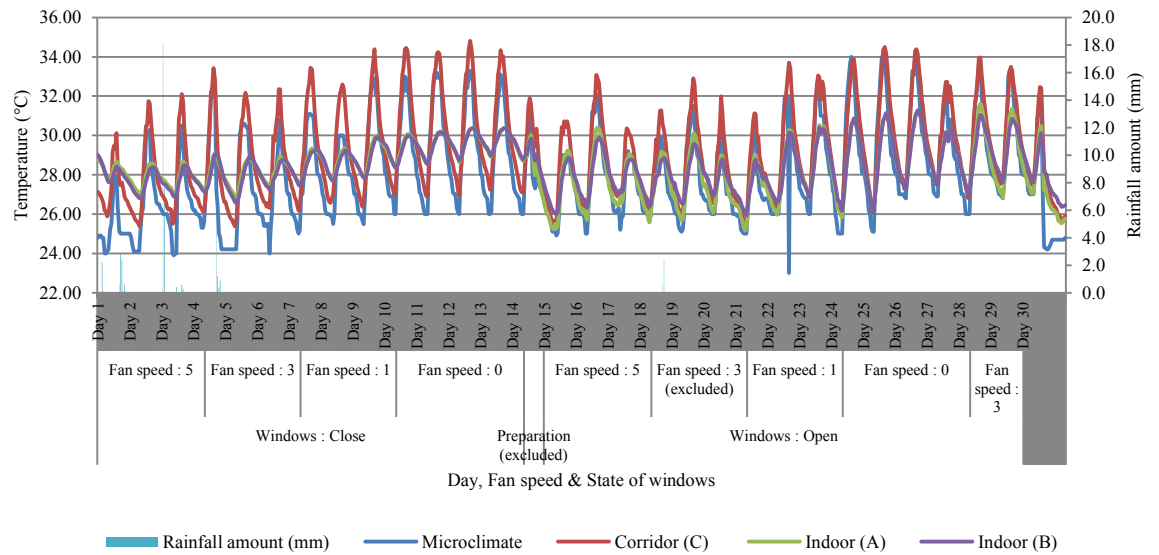 36.00
34.00
32.00
30.00
28.00
26.00
24.00
22.00
Temperature (°C)
20.0
18.0
16.0
14.0
12.0
10.0
8.0
6.0
4.0
2.0
0.0
Rainfall amount (mm)
Day 1
Day 2
Day 3
Day 4
Day 5
Day 6
Day 7
Day 8
Day 9
Day 10
Day 11
Day 12
Day 13
Day 14
Day 15
Day 16
Day 17
Day 18
Day 19
Day 20
Day 21
Day 22
Day 23
Day 24
Day 25
Day 26
Day 27
Day 28
Day 29
Day 30
Fan speed : 5
Fan speed : 3
Fan speed : 1
Fan speed : 0
Fan speed : 5
Fan speed : 3
(excluded)
Fan speed : 1
Fan speed : 0
Fan
speed :
3
Windows : Close
Preparation
(excluded)
Windows : Open
Day, Fan speed & State of windows
Rainfall amount (mm)
Microclimate
Corridor (C)
Indoor (A)
Indoor (B)